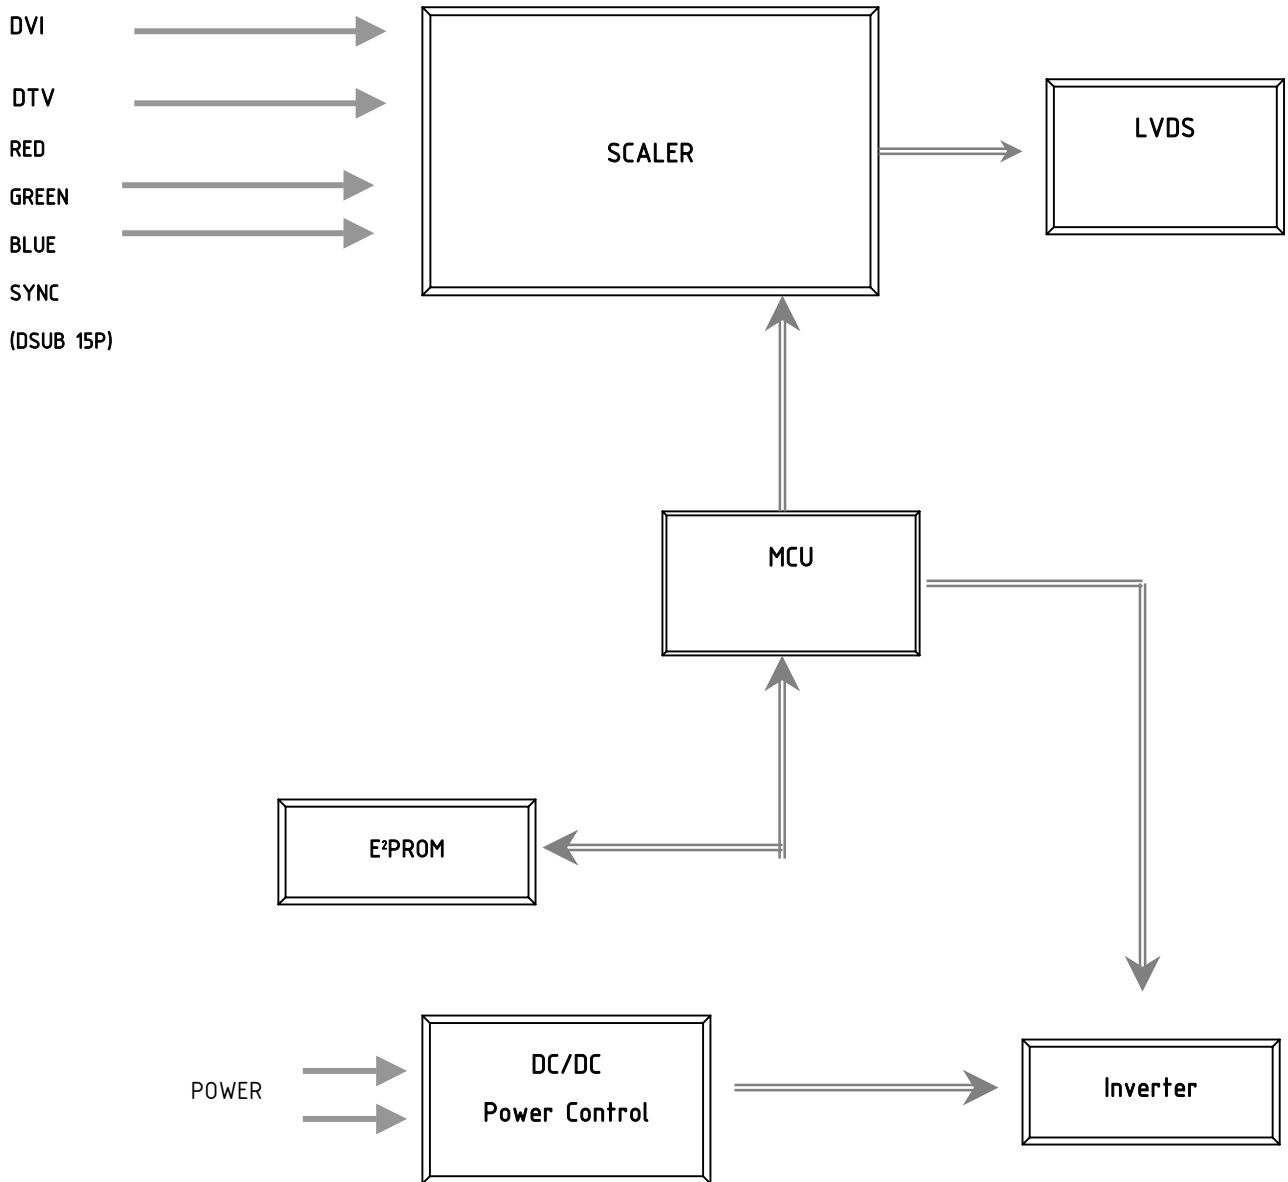 DVI
DTV
RED
GREEN
BLUE
SYNC
(DSUB 15P)
SCALER
LVDS
MCU
E²PROM
POWER
DC/DC
Power Control
Inverter